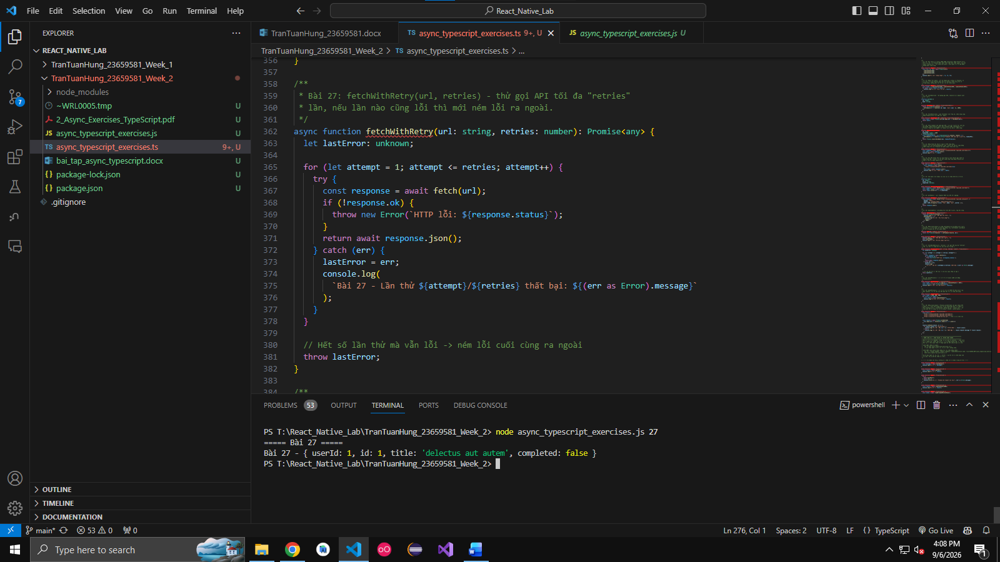 File Edit Selection View Go Run Terminal Help
React_Native_Lab
EXPLORER
REACT_NATIVE_LAB
TranTuanHung_23659581_Week_1
TranTuanHung_23659581_Week_2
node_modules
~WRL0005.tmp U
2_Async_Exercises_TypeScript.pdf U
JS async_typescript_exercises.js U
TS async_typescript_exercises.ts 9+, U
bai_tap_async_typescript.docx U
{} package-lock.json U
{} package.json U
.gitignore
OUTLINE
TIMELINE
DOCUMENTATION
7
TranTuanHung_23659581.docx
TS async_typescript_exercises.ts 9+, U
JS async_typescript_exercises.js U
TranTuanHung_23659581_Week_2 > TS async_typescript_exercises.ts > ...
356 }
357
358 /**
359 * Bài 27: fetchWithRetry(url, retries) - thử gọi API tối đa "retries"
360 * lần, nếu lần nào cũng lỗi thì mới ném lỗi ra ngoài.
361 */
362 async function fetchWithRetry(url: string, retries: number): Promise<any> {
363 let lastError: unknown;
364
365 for (let attempt = 1; attempt <= retries; attempt++) {
366 try {
367 const response = await fetch(url);
368 if (!response.ok) {
369 throw new Error(`HTTP lỗi: ${response.status}`);
370 }
371 return await response.json();
372 } catch (err) {
373 lastError = err;
374 console.log(
375 `Bài 27 - Lần thử ${attempt}/${retries} thất bại: ${(err as Error).message}`
376 );
377 }
378 }
379
380 // Hết số lần thử mà vẫn lỗi -> ném lỗi cuối cùng ra ngoài
381 throw lastError;
382 }
383
384 /**
PROBLEMS 53 OUTPUT TERMINAL PORTS DEBUG CONSOLE
powershell
PS T:\React_Native_Lab\TranTuanHung_23659581_Week_2> node async_typescript_exercises.js 27
===== Bài 27 =====
Bài 27 - { userId: 1, id: 1, title: 'delectus aut autem', completed: false }
PS T:\React_Native_Lab\TranTuanHung_23659581_Week_2>
main* 53 0 0
Ln 276, Col 1 Spaces: 2 UTF-8 LF {} TypeScript Go Live
Type here to search
4:08 PM
9/6/2026
1